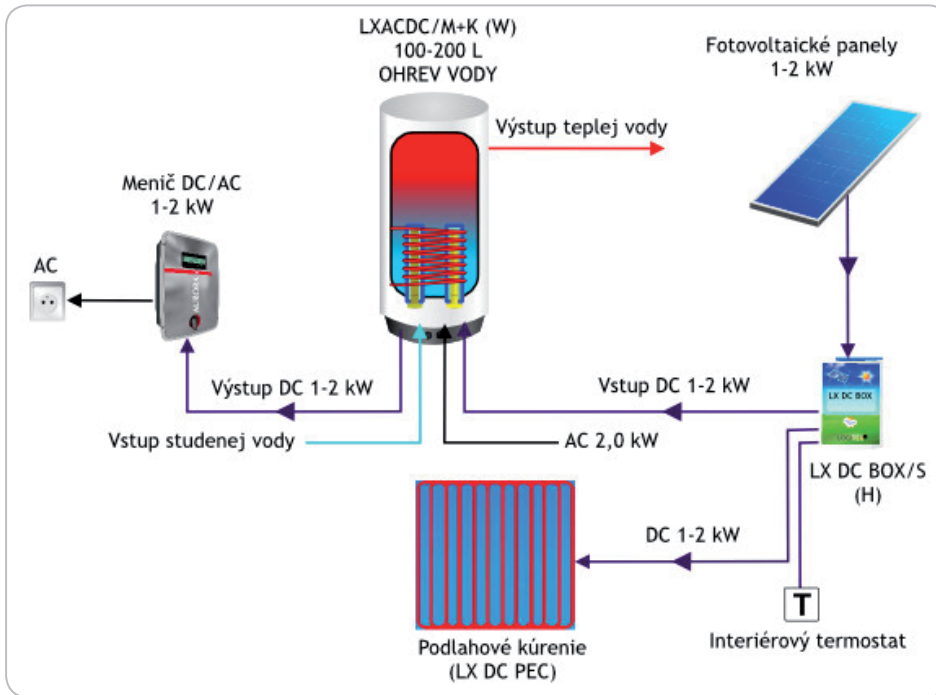 LXACDC/M+K (W)
100-200 L
OHREV VODY
Fotovoltaické panely
1-2 kW
Výstup teplej vody
Menič DC/AC
1-2 kW
AC
Výstup DC 1-2 kW
Vstup DC 1-2 kW
LX DC BOX
Vstup studenej vody
AC 2,0 kW
LX DC BOX/S
(H)
DC 1-2 kW
T
Podlahové kúrenie
(LX DC PEC)
Interiérový termostat